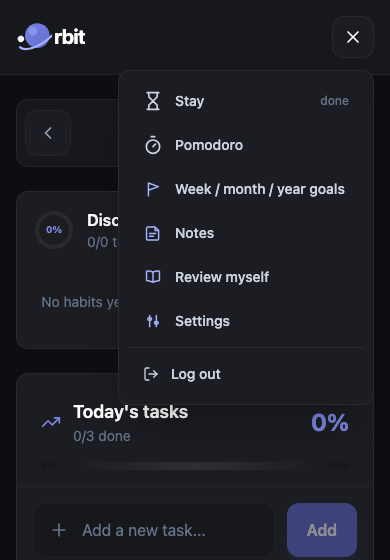 rbit
Stay
done
Pomodoro
Week / month / year goals
Notes
Review myself
Settings
Log out
0%
0/0
No habits
Today's tasks
0/3 done
0%
Add a new task...
Add